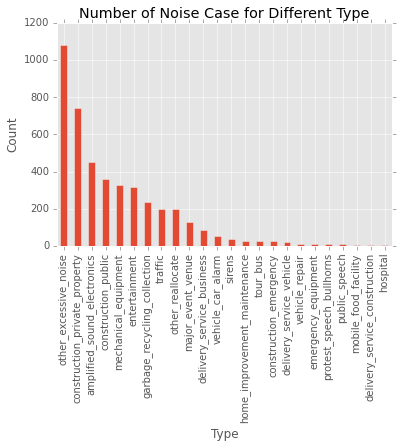 Number of Noise Case for Different Type
1200
1000
800
600
400
200
0
Count
other_excessive_noise
construction_private_property
amplified_sound_electronics
construction_public
mechanical_equipment
entertainment
garbage_recycling_collection
traffic
other_reallocate
major_event_venue
delivery_service_business
vehicle_car_alarm
sirens
home_improvement_maintenance
tour_bus
construction_emergency
delivery_service_vehicle
vehicle_repair
emergency_equipment
protest_speech_bullhorns
public_speech
mobile_food_facility
delivery_service_construction
hospital
Type